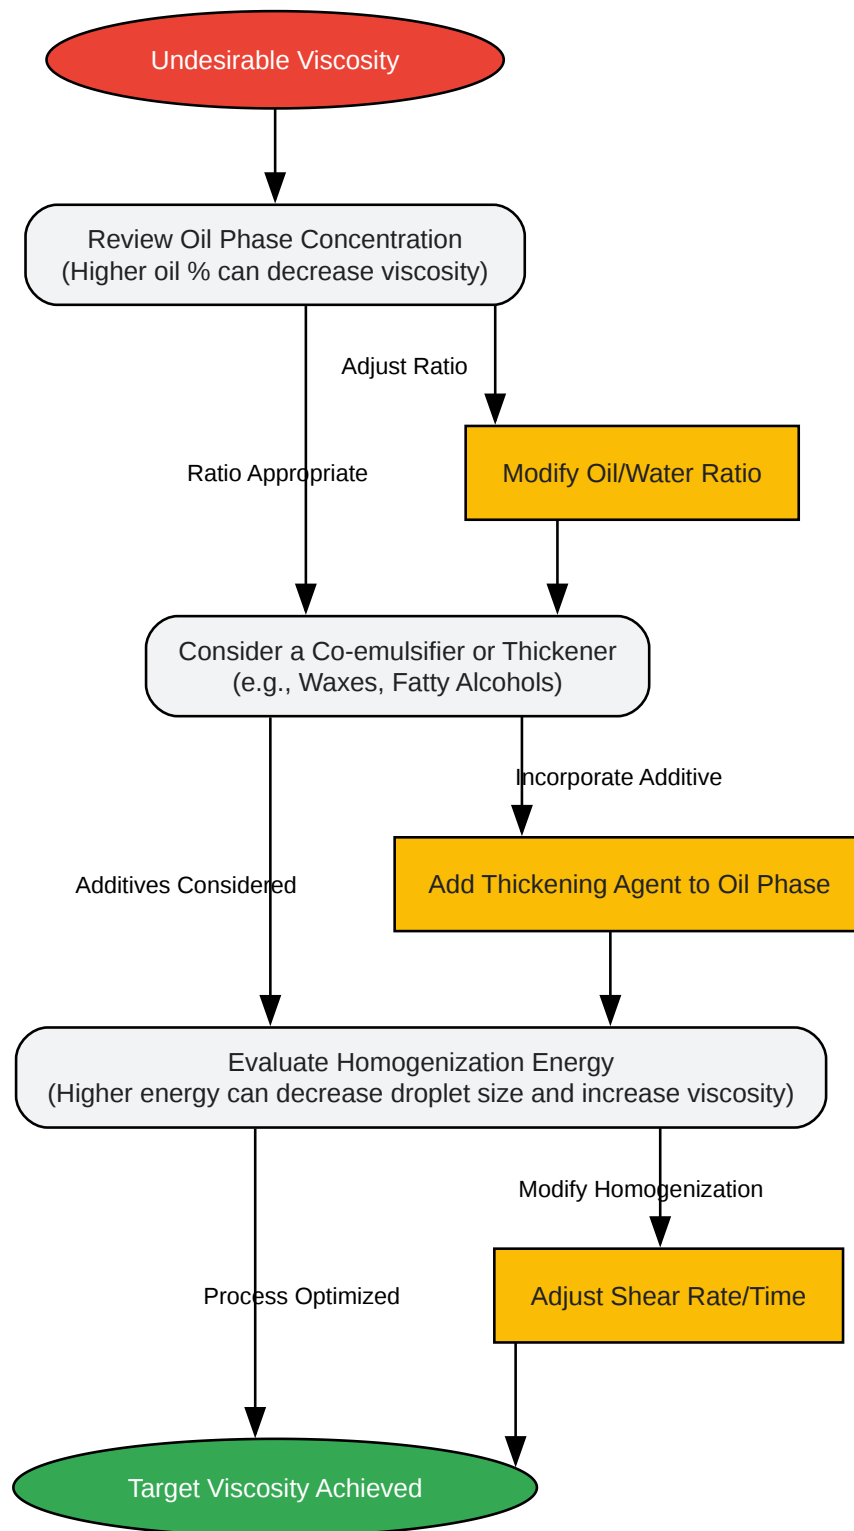 Undesirable Viscosity
Review Oil Phase Concentration
(Higher oil % can decrease viscosity)
Adjust Ratio
Ratio Appropriate
Modify Oil/Water Ratio
Consider a Co-emulsifier or Thickener
(e.g., Waxes, Fatty Alcohols)
Incorporate Additive
Additives Considered
Add Thickening Agent to Oil Phase
Evaluate Homogenization Energy
(Higher energy can decrease droplet size and increase viscosity)
Modify Homogenization
Process Optimized
Adjust Shear Rate/Time
Target Viscosity Achieved